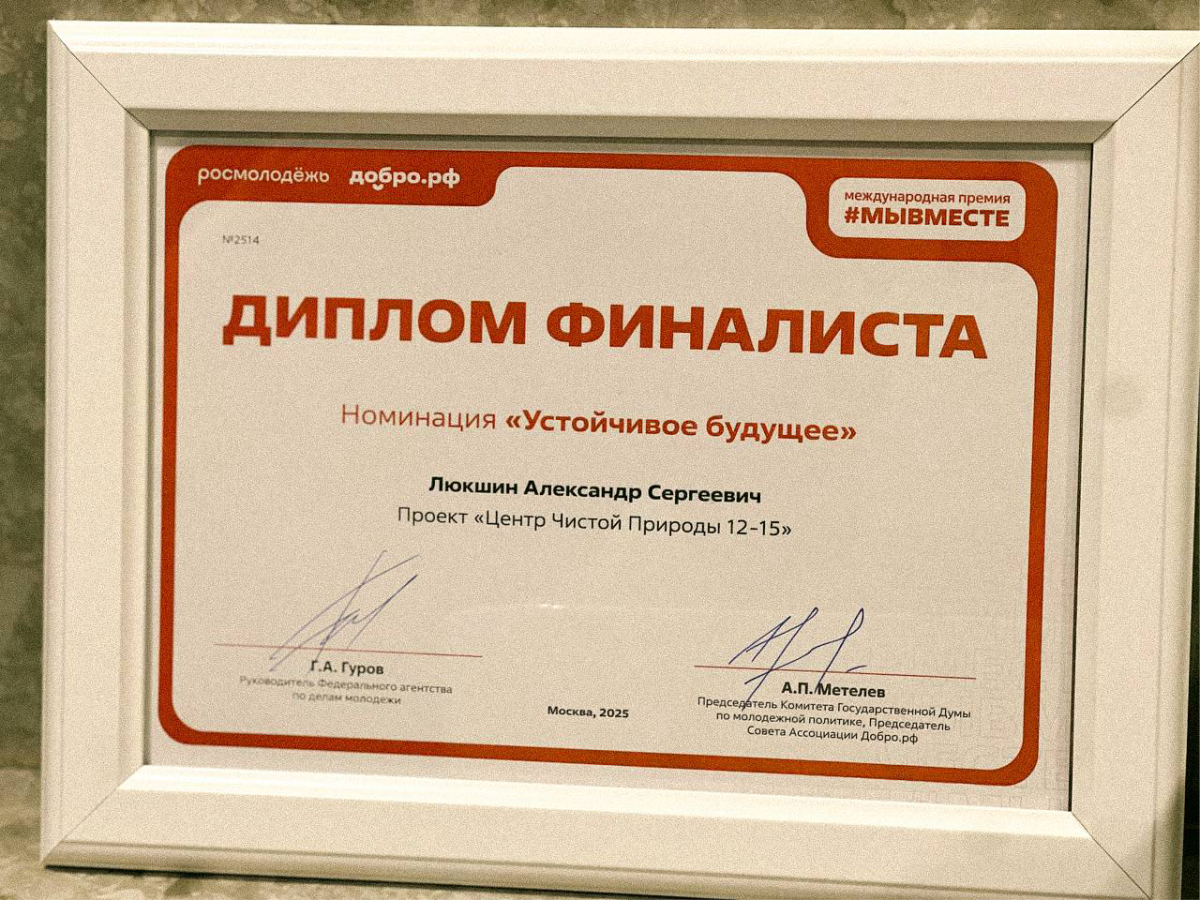 росмолодёжь добро.рф
международная премия
#МЫВМЕСТЕ
№2514
ДИПЛОМ ФИНАЛИСТА
Номинация «Устойчивое будущее»
Люкшин Александр Сергеевич
Проект «Центр Чистой Природы 12-15»
Г.А. Гуров
Руководитель Федерального агентства
по делам молодежи
Москва, 2025
А.П. Метелев
Председатель Комитета Государственной Думы
по молодежной политике, Председатель
Совета Ассоциации Добро.рф